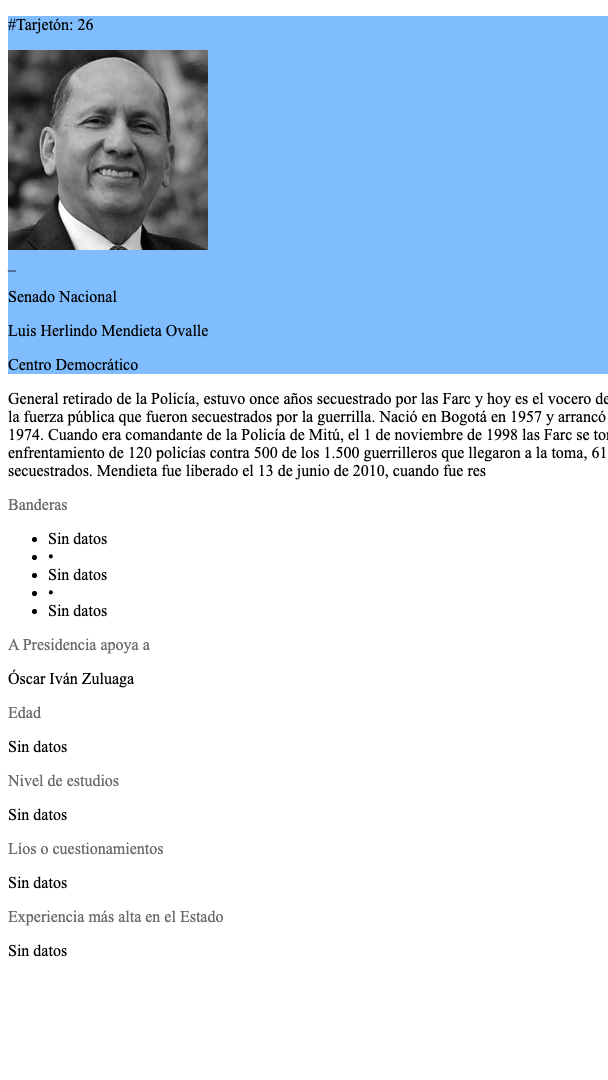 #Tarjetón: 26
_
Senado Nacional
Luis Herlindo Mendieta Ovalle
Centro Democrático
General retirado de la Policía, estuvo once años secuestrado por las Farc y hoy es el vocero de
la fuerza pública que fueron secuestrados por la guerrilla. Nació en Bogotá en 1957 y arrancó
1974. Cuando era comandante de la Policía de Mitú, el 1 de noviembre de 1998 las Farc se
enfrentamiento de 120 policías contra 500 de los 1.500 guerrilleros que llegaron a la toma, 61
secuestrados. Mendieta fue liberado el 13 de junio de 2010, cuando fue res
Banderas
• Sin datos
• •
• Sin datos
• •
• Sin datos
A Presidencia apoya a
Óscar Iván Zuluaga
Edad
Sin datos
Nivel de estudios
Sin datos
Líos o cuestionamientos
Sin datos
Experiencia más alta en el Estado
Sin datos